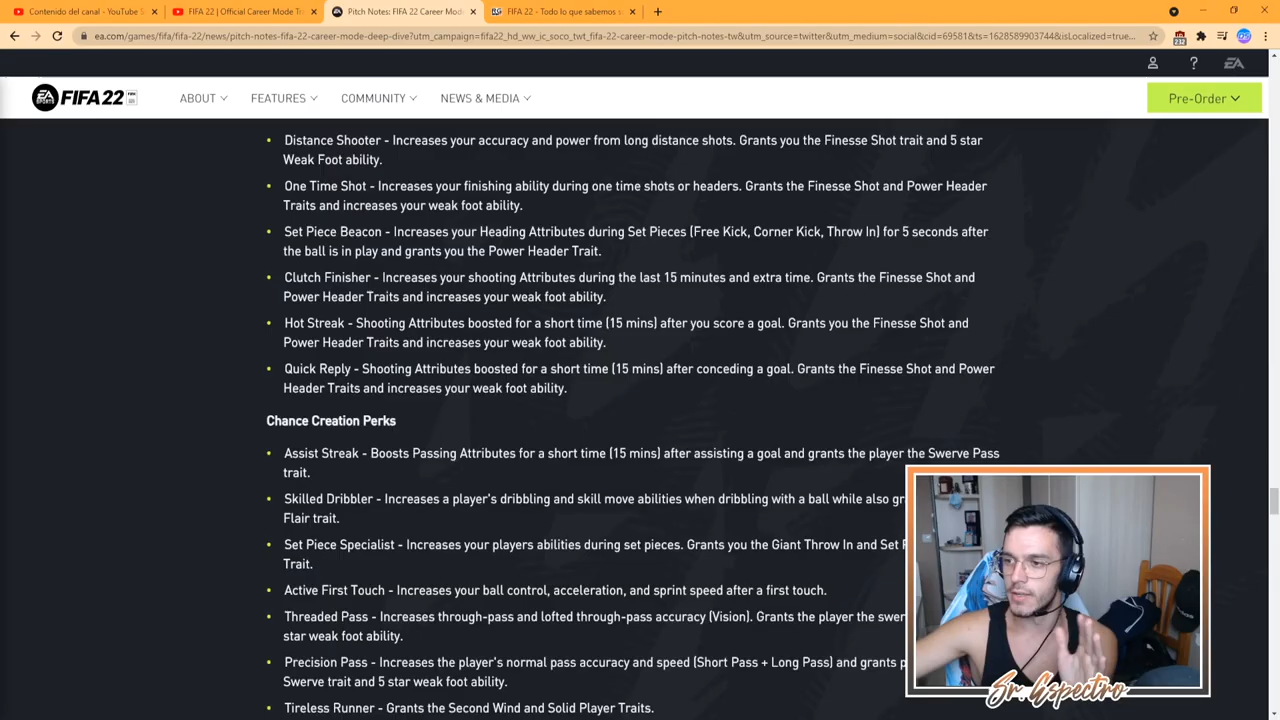 Contenido del canal - YouTube S
FIFA 22 | Official Career Mode Tr
Pitch Notes: FIFA 22 Career Mod
FIFA 22 - Todo lo que sabemos s
ea.com/games/fifa/fifa-22/news/pitch-notes-fifa-22-career-mode-deep-dive?utm_campaign=fifa22_hd_ww_ic_soco_twt_fifa-22-career-mode-pitch-notes-tw&utm_source=twitter&utm_medium=social&cid=69581&ts=1628589903744&isLocalized=true...
232
EA
EA SPORTS FIFA 22
ABOUT
FEATURES
COMMUNITY
NEWS & MEDIA
Pre-Order
• Distance Shooter - Increases your accuracy and power from long distance shots. Grants you the Finesse Shot trait and 5 star
Weak Foot ability.
• One Time Shot - Increases your finishing ability during one time shots or headers. Grants the Finesse Shot and Power Header
Traits and increases your weak foot ability.
• Set Piece Beacon - Increases your Heading Attributes during Set Pieces (Free Kick, Corner Kick, Throw In) for 5 seconds after
the ball is in play and grants you the Power Header Trait.
• Clutch Finisher - Increases your shooting Attributes during the last 15 minutes and extra time. Grants the Finesse Shot and
Power Header Traits and increases your weak foot ability.
• Hot Streak - Shooting Attributes boosted for a short time (15 mins) after you score a goal. Grants you the Finesse Shot and
Power Header Traits and increases your weak foot ability.
• Quick Reply - Shooting Attributes boosted for a short time (15 mins) after conceding a goal. Grants the Finesse Shot and Power
Header Traits and increases your weak foot ability.
Chance Creation Perks
• Assist Streak - Boosts Passing Attributes for a short time (15 mins) after assisting a goal and grants the player the Swerve Pass
trait.
• Skilled Dribbler - Increases a player's dribbling and skill move abilities when dribbling with a ball while also gr
Flair trait.
• Set Piece Specialist - Increases your players abilities during set pieces. Grants you the Giant Throw In and Set
Trait.
• Active First Touch - Increases your ball control, acceleration, and sprint speed after a first touch.
• Threaded Pass - Increases through-pass and lofted through-pass accuracy (Vision). Grants the player the swer
star weak foot ability.
• Precision Pass - Increases the player's normal pass accuracy and speed (Short Pass + Long Pass) and grants p
Swerve trait and 5 star weak foot ability.
• Tireless Runner - Grants the Second Wind and Solid Player Traits.
Sr. Espectro